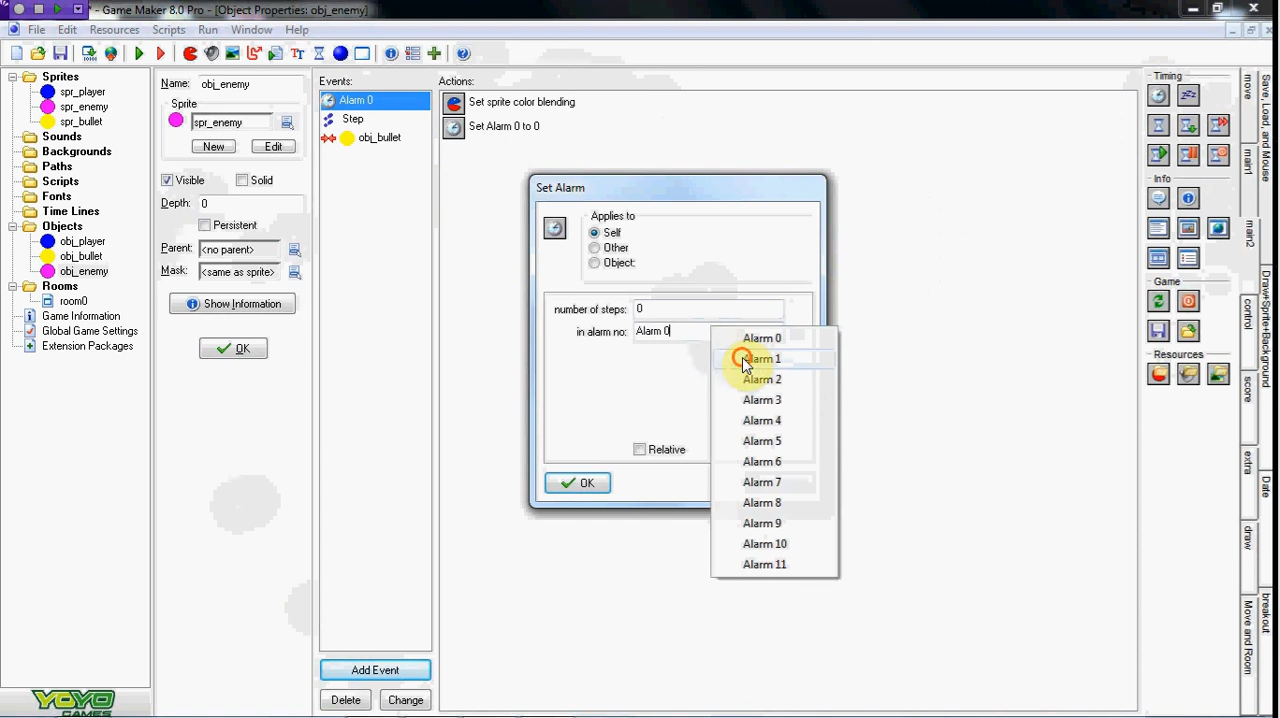 * - Game Maker 8.0 Pro - [Object Properties: obj_enemy]
File Edit Resources Scripts Run Window Help
Sprites
spr_player
spr_enemy
spr_bullet
Sounds
Backgrounds
Paths
Scripts
Fonts
Time Lines
Objects
obj_player
obj_bullet
obj_enemy
Rooms
room0
Game Information
Global Game Settings
Extension Packages
YOYO
GAMES
Name: obj_enemy
Sprite
spr_enemy
New Edit
Visible Solid
Depth: 0
Persistent
Parent: <no parent>
Mask: <same as sprite>
Show Information
OK
Events:
Alarm 0
Step
obj_bullet
Add Event
Delete Change
Actions:
Set sprite color blending
Set Alarm 0 to 0
Set Alarm
Applies to
Self
Other
Object:
number of steps: 0
in alarm no: Alarm 0
Relative
OK
Alarm 0
Alarm 1
Alarm 2
Alarm 3
Alarm 4
Alarm 5
Alarm 6
Alarm 7
Alarm 8
Alarm 9
Alarm 10
Alarm 11
Timing
Info
Game
Resources
move
main1
main2
control
score
extra
draw
Move and Room
Save, Load, and Mouse
Draw+Sprite+Background
Date
breakout